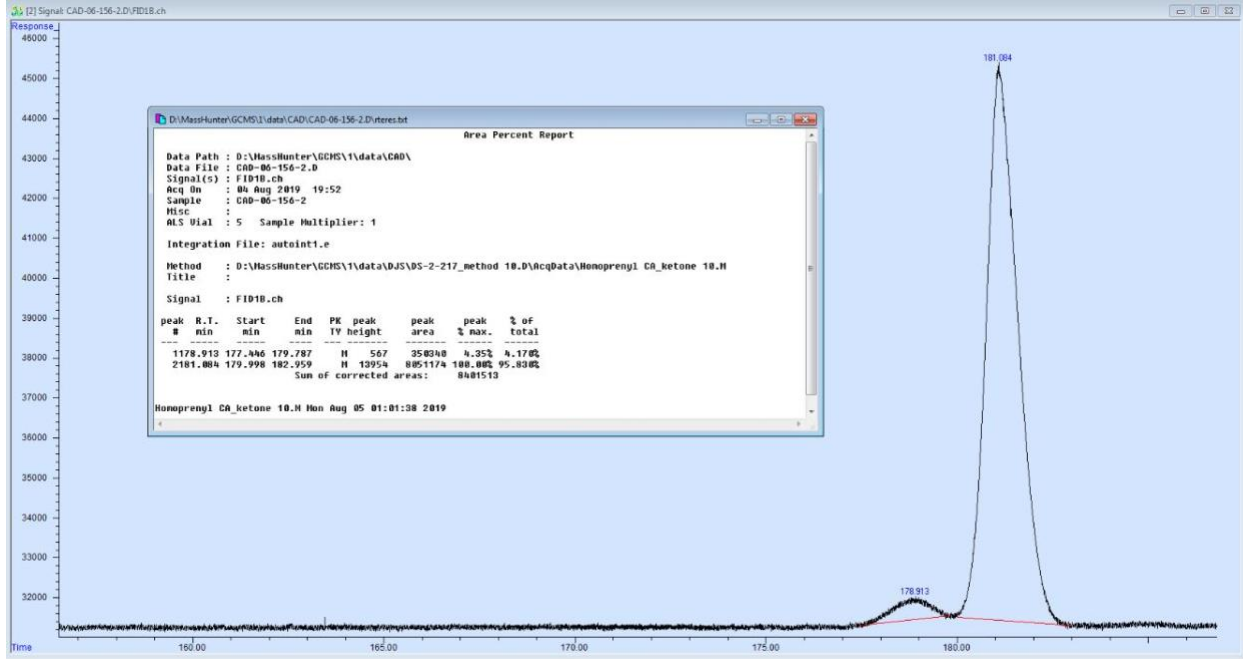 [2] Signal: CAD-06-156-2.D\FID1B.ch
Response_
46000
45000
44000
43000
42000
41000
40000
39000
38000
37000
36000
35000
34000
33000
32000
Time
160.00
165.00
170.00
175.00
180.00
178.913
181.084
D:\MassHunter\GCMS\1\data\CAD\CAD-06-156-2.D\rteres.txt
Area Percent Report
Data Path : D:\MassHunter\GCMS\1\data\CAD\
Data File : CAD-06-156-2.D
Signal(s) : FID1B.ch
Acq On : 04 Aug 2019 19:52
Sample : CAD-06-156-2
Misc :
ALS Vial : 5 Sample Multiplier: 1
Integration File: autoint1.e
Method : D:\MassHunter\GCMS\1\data\DJS\DS-2-217_method 10.D\AcqData\Homoprenyl CA_ketone 10.M
Title :
Signal : FID1B.ch
peak R.T. Start End PK peak peak peak % of
# min min min TY height area % max. total
--- ----- ----- ----- --- ------ ------- ------ -------
1178.913 177.446 179.787 M 567 350340 4.35% 4.170%
2181.084 179.998 182.959 M 13954 8051174 100.00% 95.830%
Sum of corrected areas: 8401513
Homoprenyl CA_ketone 10.M Mon Aug 05 01:01:38 2019